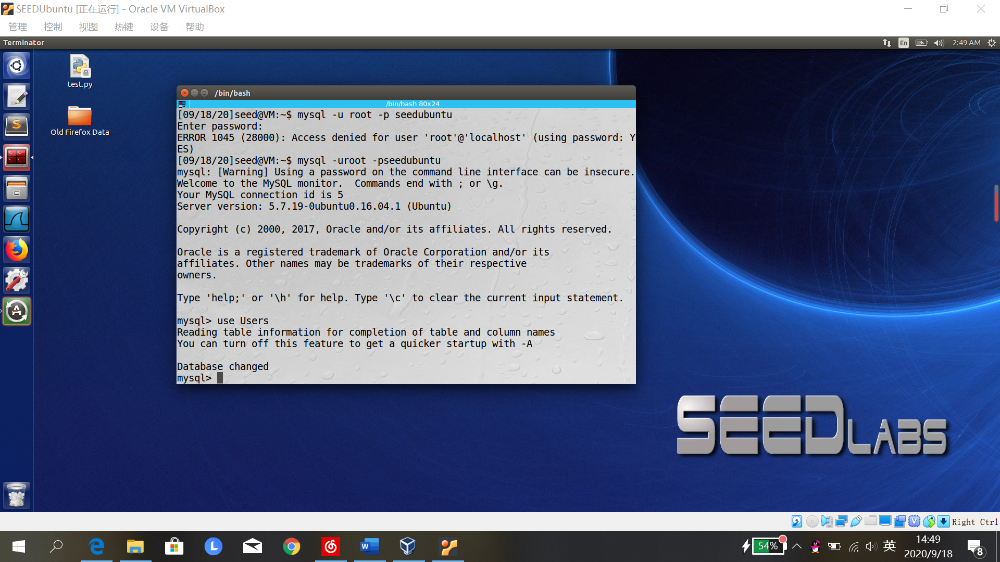 SEEDUbuntu [正在运行] - Oracle VM VirtualBox
管理 控制 视图 热键 设备 帮助
Terminator
En
2:49 AM
test.py
Old Firefox Data
/bin/bash
/bin/bash 80x24
[09/18/20]seed@VM:~$ mysql -u root -p seedubuntu
Enter password:
ERROR 1045 (28000): Access denied for user 'root'@'localhost' (using password: Y
ES)
[09/18/20]seed@VM:~$ mysql -uroot -pseedubuntu
mysql: [Warning] Using a password on the command line interface can be insecure.
Welcome to the MySQL monitor.  Commands end with ; or \g.
Your MySQL connection id is 5
Server version: 5.7.19-0ubuntu0.16.04.1 (Ubuntu)
Copyright (c) 2000, 2017, Oracle and/or its affiliates. All rights reserved.
Oracle is a registered trademark of Oracle Corporation and/or its
affiliates. Other names may be trademarks of their respective
owners.
Type 'help;' or '\h' for help. Type '\c' to clear the current input statement.
mysql> use Users
Reading table information for completion of table and column names
You can turn off this feature to get a quicker startup with -A
Database changed
mysql>
SEEDLABS
Right Ctrl
54%
英
14:49
2020/9/18
8